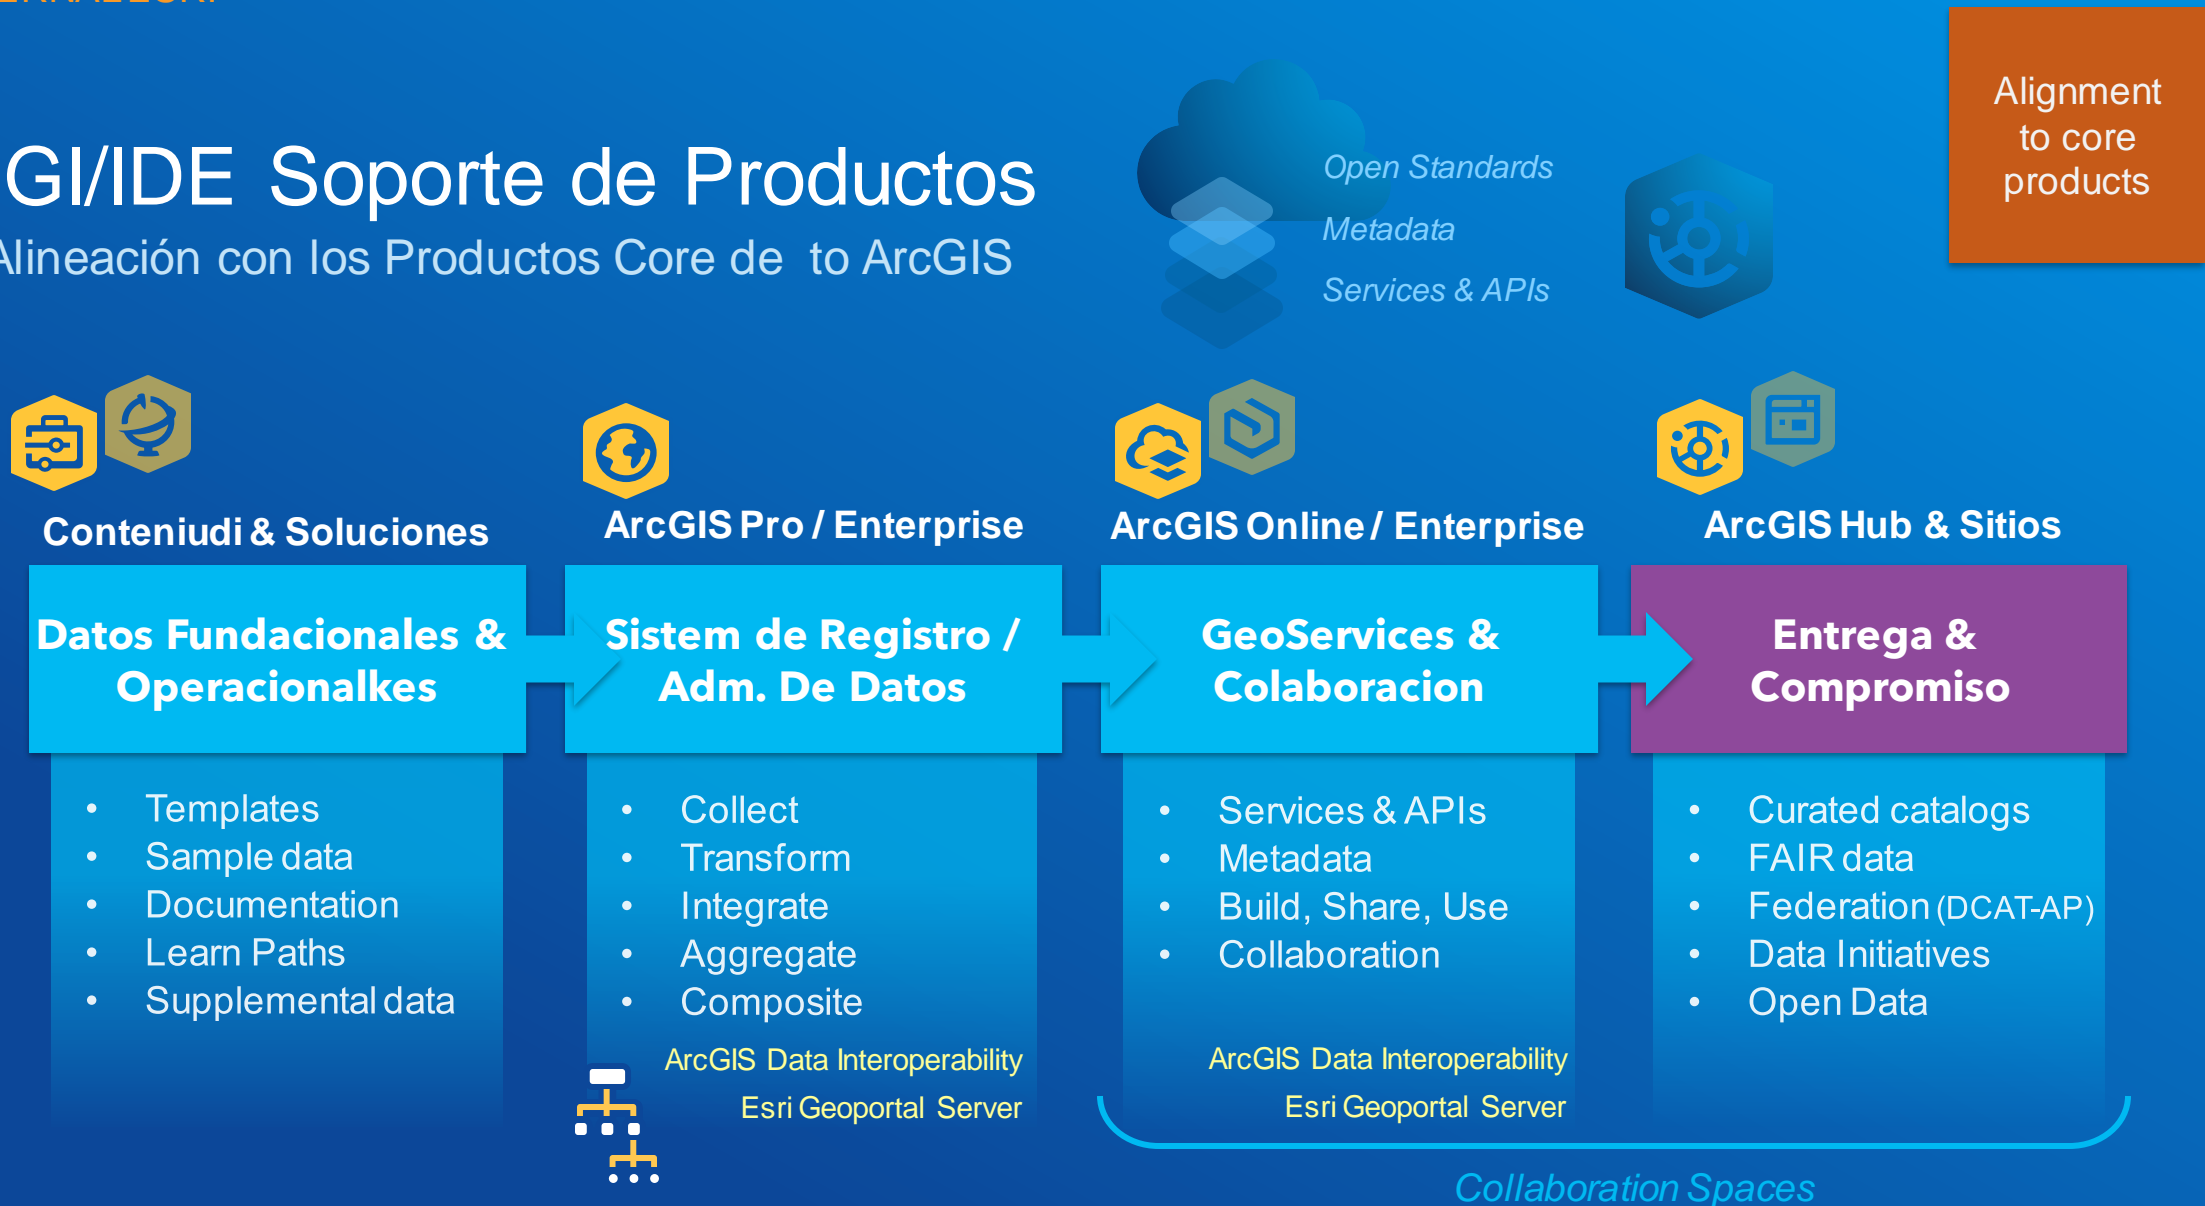 Alignment
to core
products
GI/IDE Soporte de Productos
Alineación con los Productos Core de to ArcGIS
Open Standards
Metadata
Services & APIs
Conteniudi & Soluciones
Datos Fundacionales &
Operacionalkes
• Templates
• Sample data
• Documentation
• Learn Paths
• Supplemental data
ArcGIS Pro / Enterprise
Sistem de Registro /
Adm. De Datos
• Collect
• Transform
• Integrate
• Aggregate
• Composite
ArcGIS Data Interoperability
Esri Geoportal Server
ArcGIS Online / Enterprise
GeoServices &
Colaboracion
• Services & APIs
• Metadata
• Build, Share, Use
• Collaboration
ArcGIS Data Interoperability
Esri Geoportal Server
ArcGIS Hub & Sitios
Entrega &
Compromiso
• Curated catalogs
• FAIR data
• Federation (DCAT-AP)
• Data Initiatives
• Open Data
Collaboration Spaces